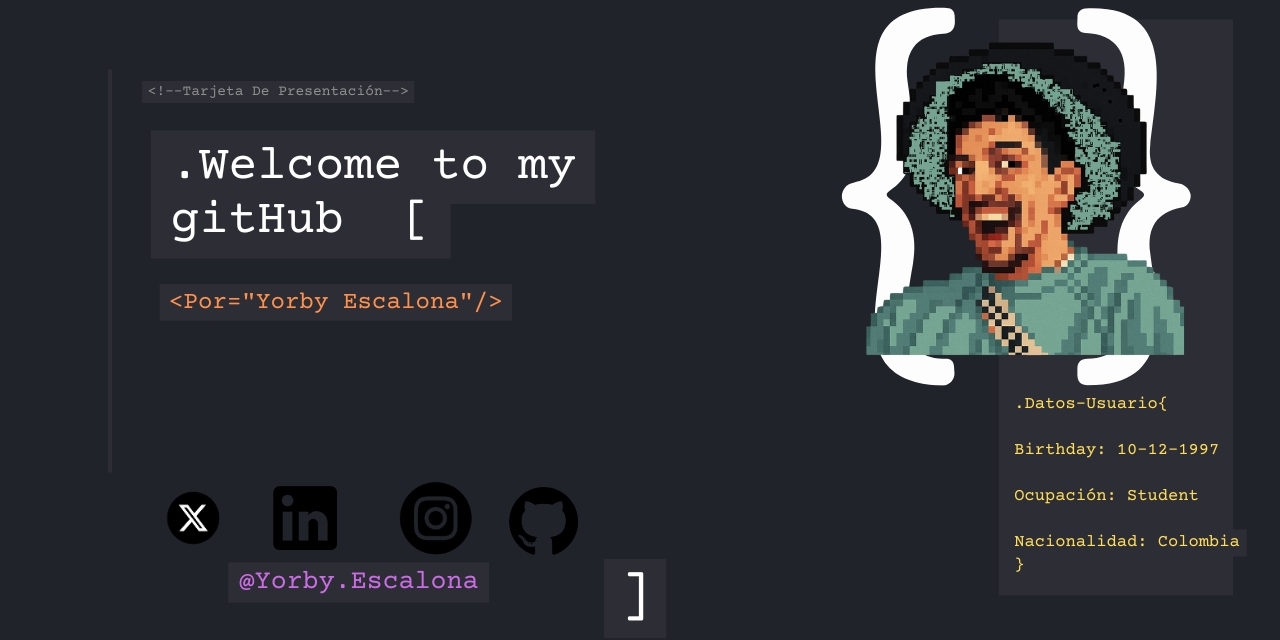 <!--Tarjeta De Presentación-->
.Welcome to my
gitHub [
<Por="Yorby Escalona"/>
X
in
@Yorby.Escalona
]
{ }
.Datos-Usuario{
Birthday: 10-12-1997
Ocupación: Student
Nacionalidad: Colombia
}